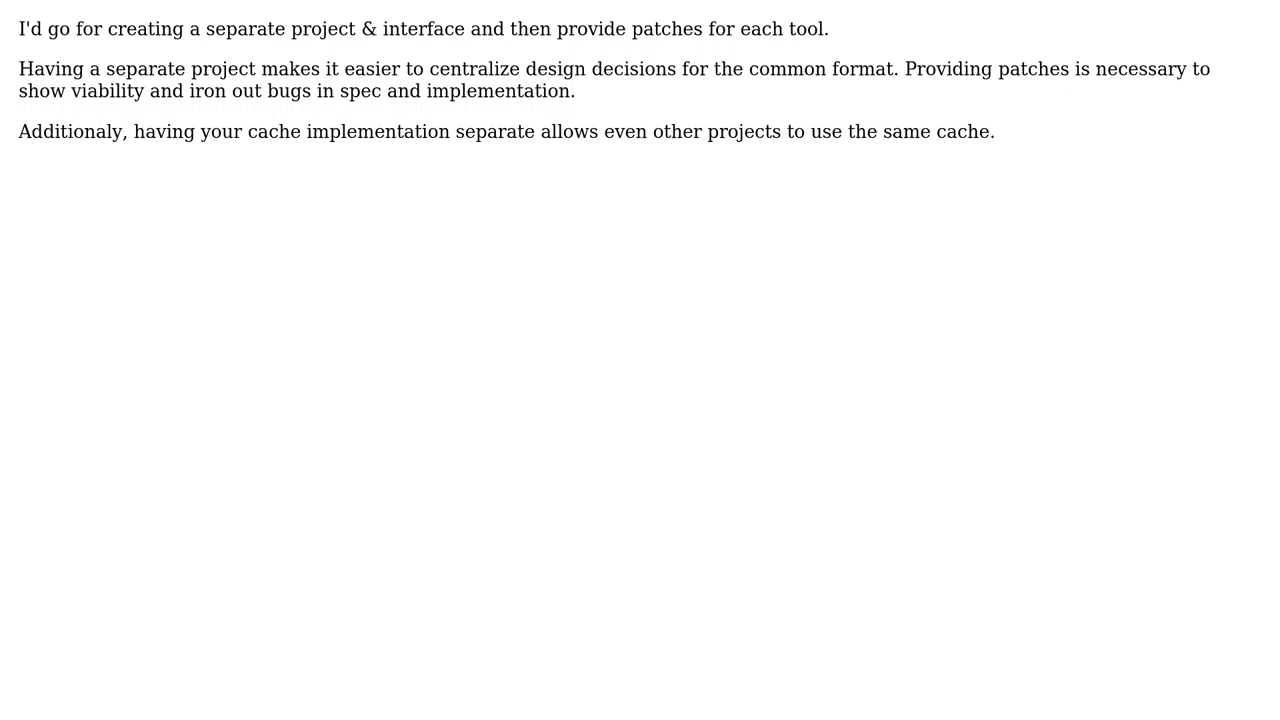 I'd go for creating a separate project & interface and then provide patches for each tool.
Having a separate project makes it easier to centralize design decisions for the common format. Providing patches is necessary to
show viability and iron out bugs in spec and implementation.
Additionaly, having your cache implementation separate allows even other projects to use the same cache.